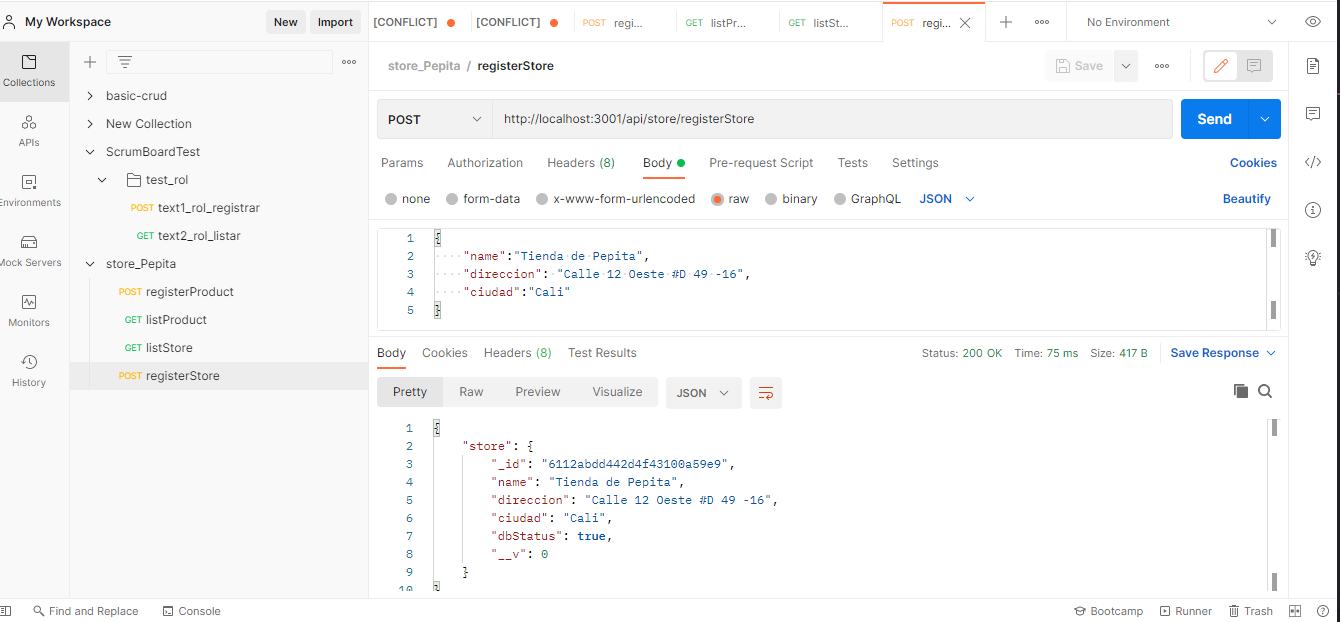 My Workspace New Import [CONFLICT] [CONFLICT] POST regi... GET listPr... GET listSt... POST regi... No Environment
Collections
APIs
Environments
Mock Servers
Monitors
History
basic-crud
New Collection
ScrumBoardTest
test_rol
POST text1_rol_registrar
GET text2_rol_listar
store_Pepita
POST registerProduct
GET listProduct
GET listStore
POST registerStore
store_Pepita / registerStore Save
POST http://localhost:3001/api/store/registerStore Send
Params Authorization Headers (8) Body Pre-request Script Tests Settings Cookies
none form-data x-www-form-urlencoded raw binary GraphQL JSON Beautify
1 {
2 "name":"Tienda de Pepita",
3 "direccion": "Calle 12 Oeste #D 49 -16",
4 "ciudad":"Cali"
5 }
Body Cookies Headers (8) Test Results Status: 200 OK Time: 75 ms Size: 417 B Save Response
Pretty Raw Preview Visualize JSON
1 {
2 "store": {
3 "_id": "6112abdd442d4f43100a59e9",
4 "name": "Tienda de Pepita",
5 "direccion": "Calle 12 Oeste #D 49 -16",
6 "ciudad": "Cali",
7 "dbStatus": true,
8 "__v": 0
9 }
10 }
Find and Replace Console Bootcamp Runner Trash